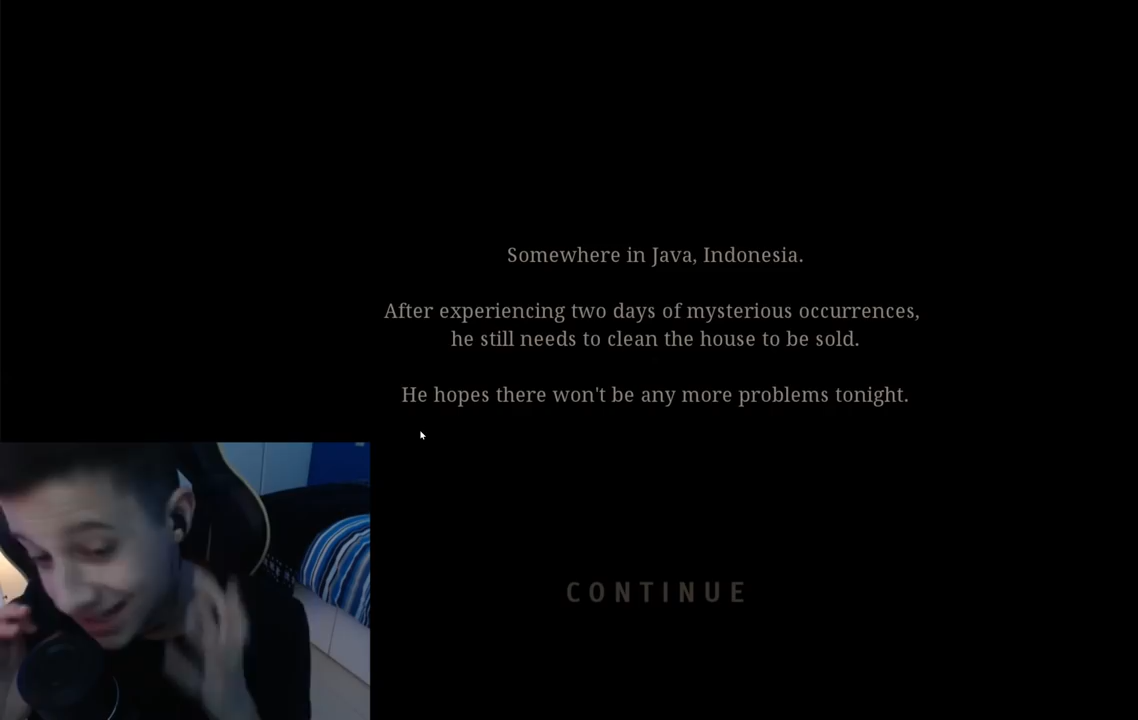 Somewhere in Java, Indonesia.
After experiencing two days of mysterious occurrences,
he still needs to clean the house to be sold.
He hopes there won't be any more problems tonight.
CONTINUE